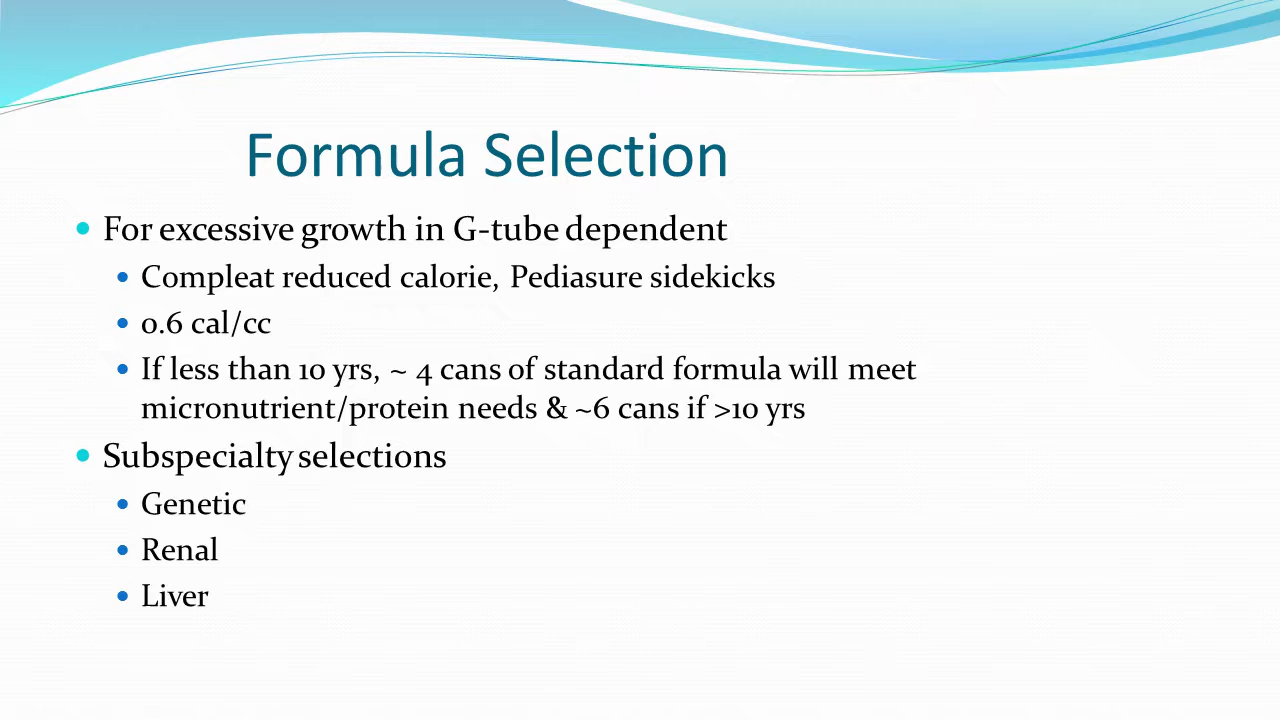 Formula Selection
For excessive growth in G-tube dependent
Compleat reduced calorie, Pediasure sidekicks
0.6 cal/cc
If less than 10 yrs, ~ 4 cans of standard formula will meet
micronutrient/protein needs & ~6 cans if >10 yrs
Subspecialty selections
Genetic
Renal
Liver